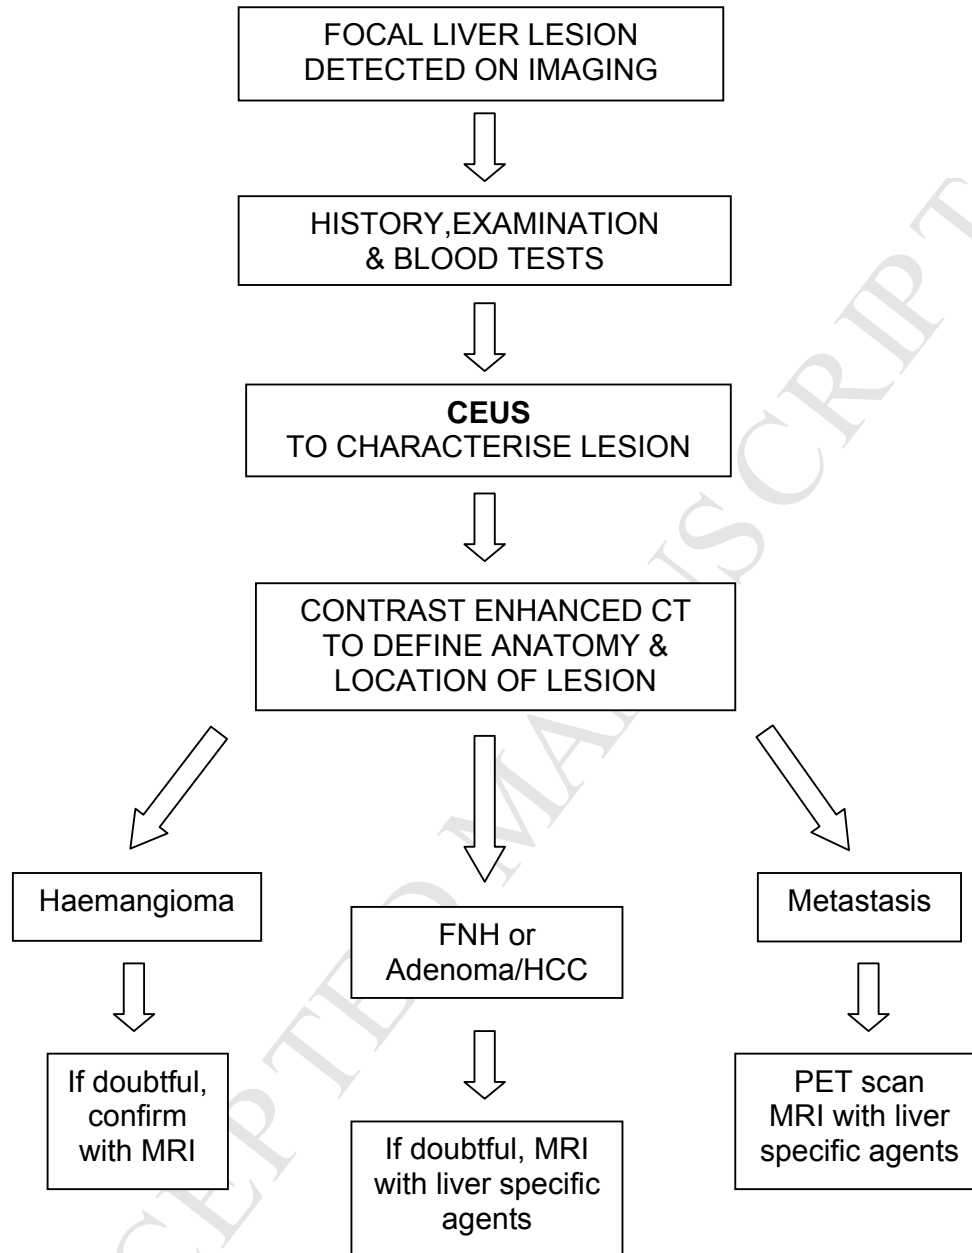 FOCAL LIVER LESION
DETECTED ON IMAGING
HISTORY,EXAMINATION
& BLOOD TESTS
CEUS
TO CHARACTERISE LESION
CONTRAST ENHANCED CT
TO DEFINE ANATOMY &
LOCATION OF LESION
Haemangioma
FNH or
Adenoma/HCC
Metastasis
If doubtful,
confirm
with MRI
If doubtful, MRI
with liver specific
agents
PET scan
MRI with liver
specific agents
CEPTED MANUSCRIPT